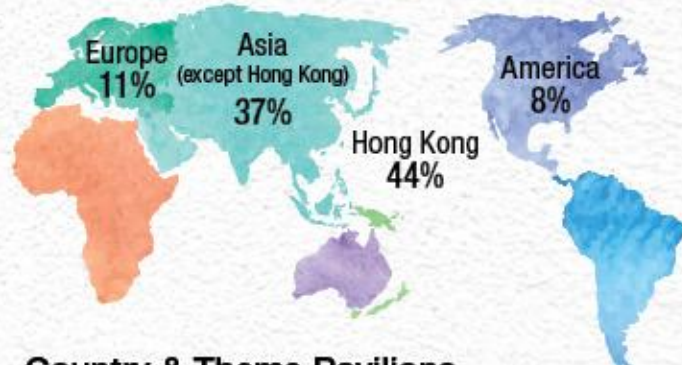 Europe
11%
Asia
(except Hong Kong)
37%
Hong Kong
44%
America
8%
Country & Theme Pavilions